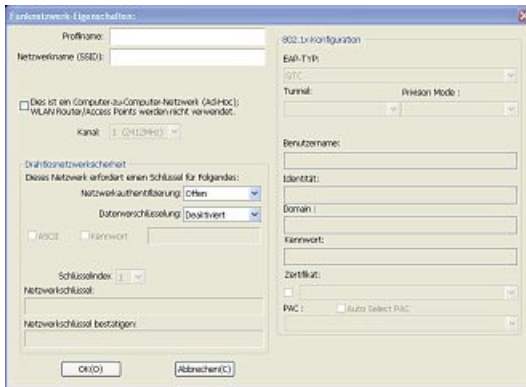 Funknetzwerk-Eigenschaften:
Profilname:
Netzwerkname (SSID):
Dies ist ein Computer-zu-Computer-Netzwerk (Ad-Hoc);
WLAN Router/Access Points werden nicht verwendet.
Kanal: 1 (2412MHz)
Drahtlosnetzwerksicherheit
Dieses Netzwerk erfordert einen Schlüssel für Folgendes:
Netzwerkauthentifizierung: Offen
Datenverschlüsselung: Deaktiviert
ASCII Kennwort
Schlüsselindex: 1
Netzwerkschlüssel:
Netzwerkschlüssel bestätigen:
OK(O) Abbrechen(C)
802.1x-Konfiguration
EAP-TYP:
GTC
Tunnel: Provision Mode :
Benutzername:
Identität:
Domain :
Kennwort:
Zertifikat:
PAC : Auto Select PAC